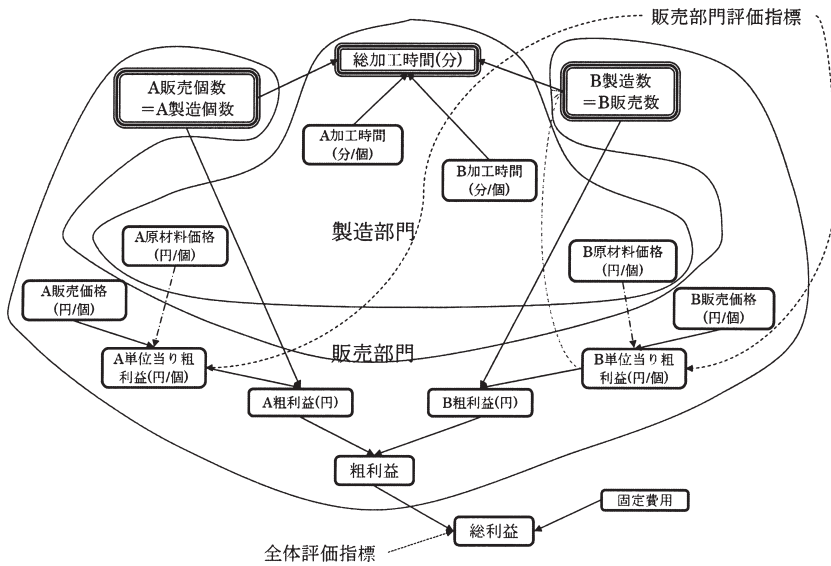 販売部門評価指標
総加工時間(分)
A販売個数
＝A製造個数
B製造数
＝B販売数
A加工時間
(分/個)
B加工時間
(分/個)
製造部門
A原材料価格
(円/個)
B原材料価格
(円/個)
A販売価格
(円/個)
B販売価格
(円/個)
販売部門
A単位当り粗
利益(円/個)
B単位当り粗
利益(円/個)
A粗利益(円)
B粗利益(円)
粗利益
固定費用
総利益
全体評価指標